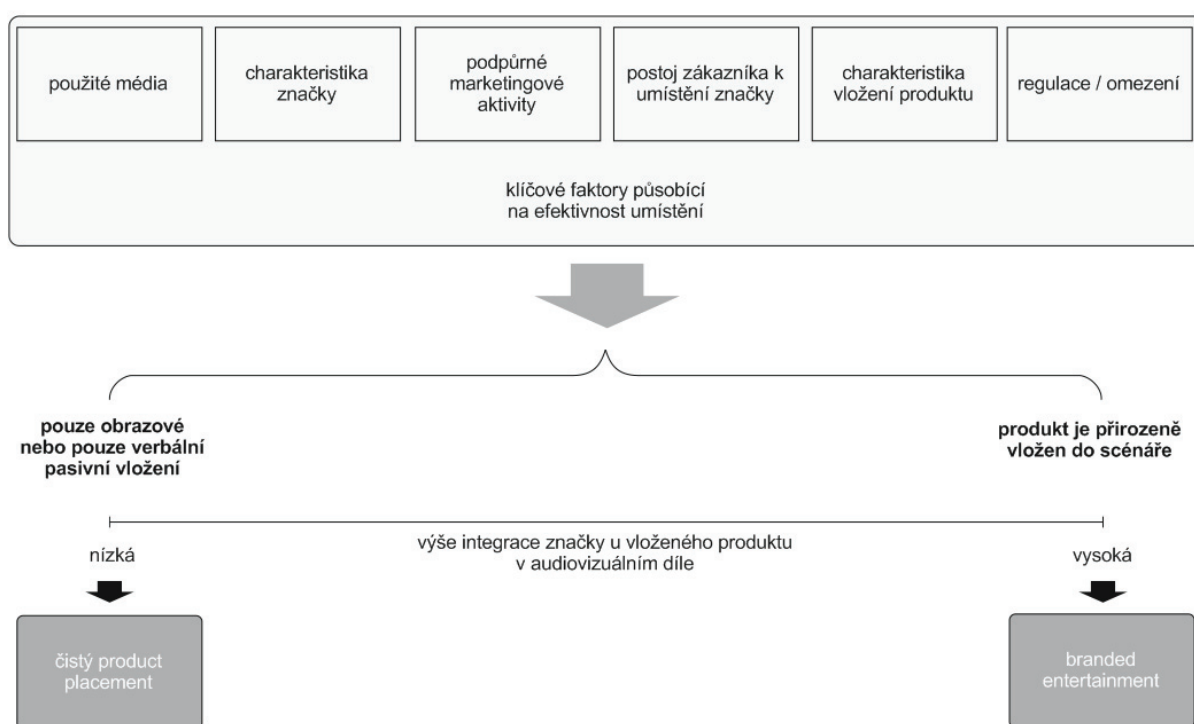 použité média
charakteristika
značky
podpůrné
marketingové
aktivity
postoj zákazníka k
umístění značky
charakteristika
vložení produktu
regulace / omezení
klíčové faktory působící
na efektivnost umístění
pouze obrazové
nebo pouze verbální
pasivní vložení
produkt je přirozeně
vložen do scénáře
nízká
výše integrace značky u vloženého produktu
v audiovizuálním díle
vysoká
čistý product
placement
branded
entertainment